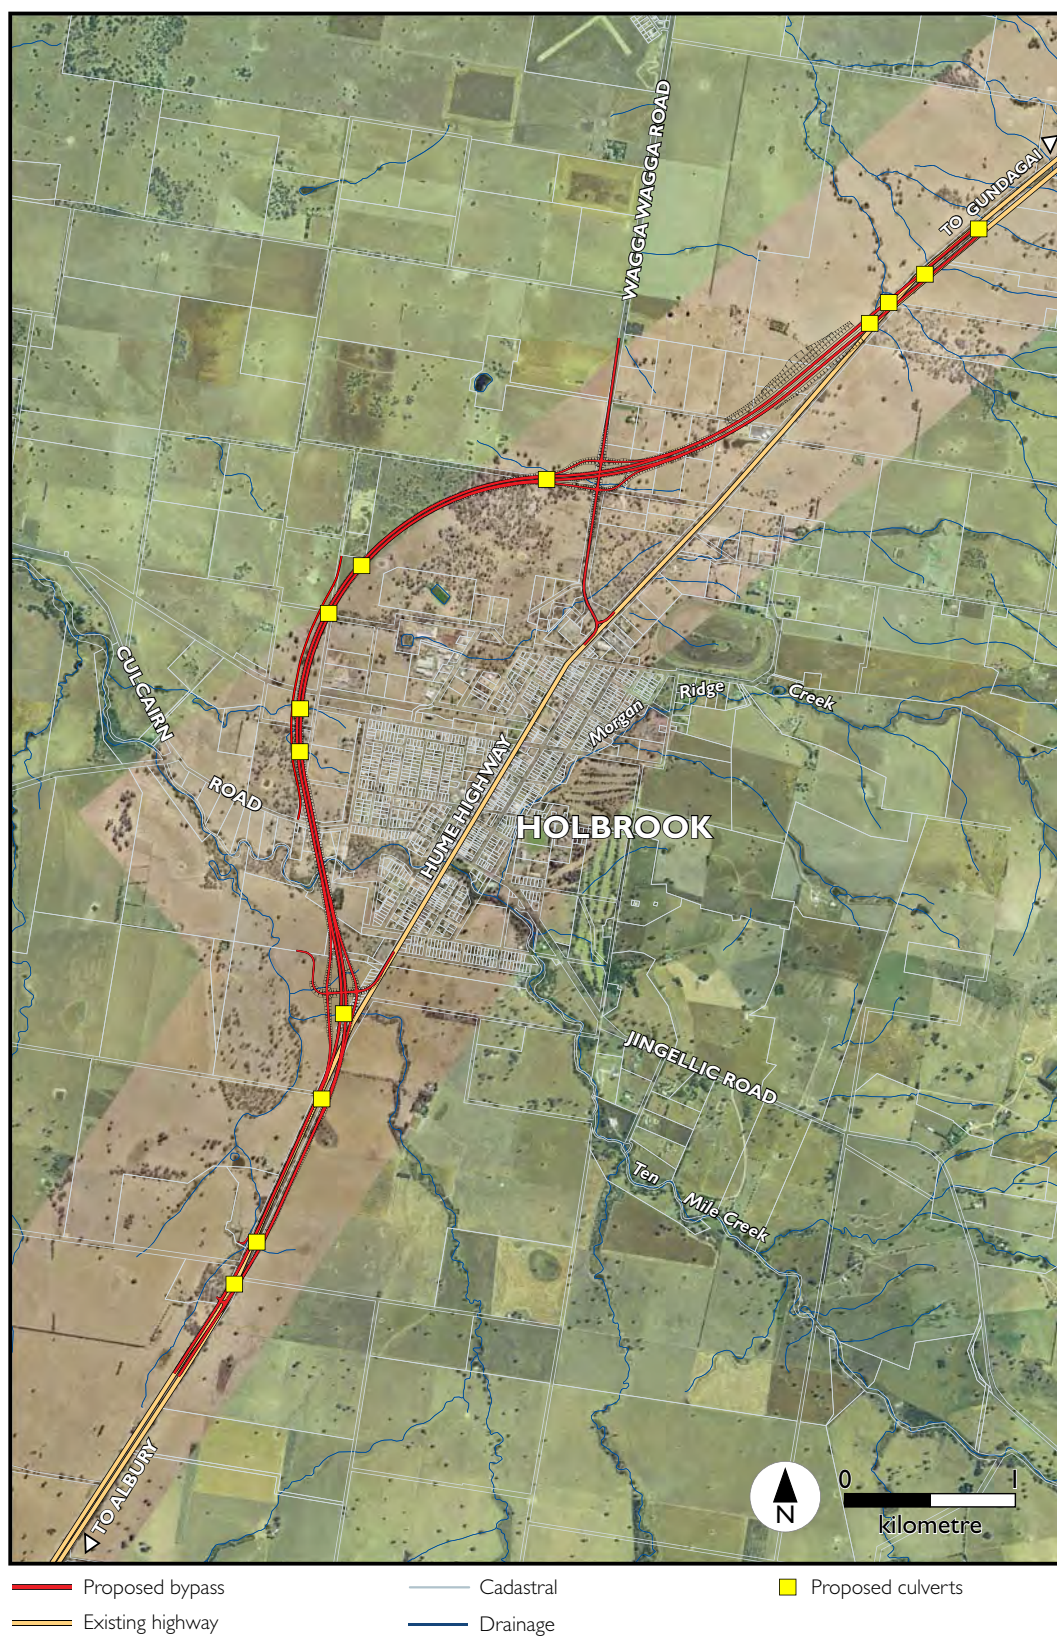 WAGGA WAGGA ROAD
TO GUNDAGAI
CULCAIRN
ROAD
HUME HIGHWAY
Morgan
Ridge
Creek
HOLBROOK
JINGELLIC ROAD
Ten
Mile Creek
TO ALBURY
N
0 1
kilometre
Proposed bypass
Cadastral
Proposed culverts
Existing highway
Drainage